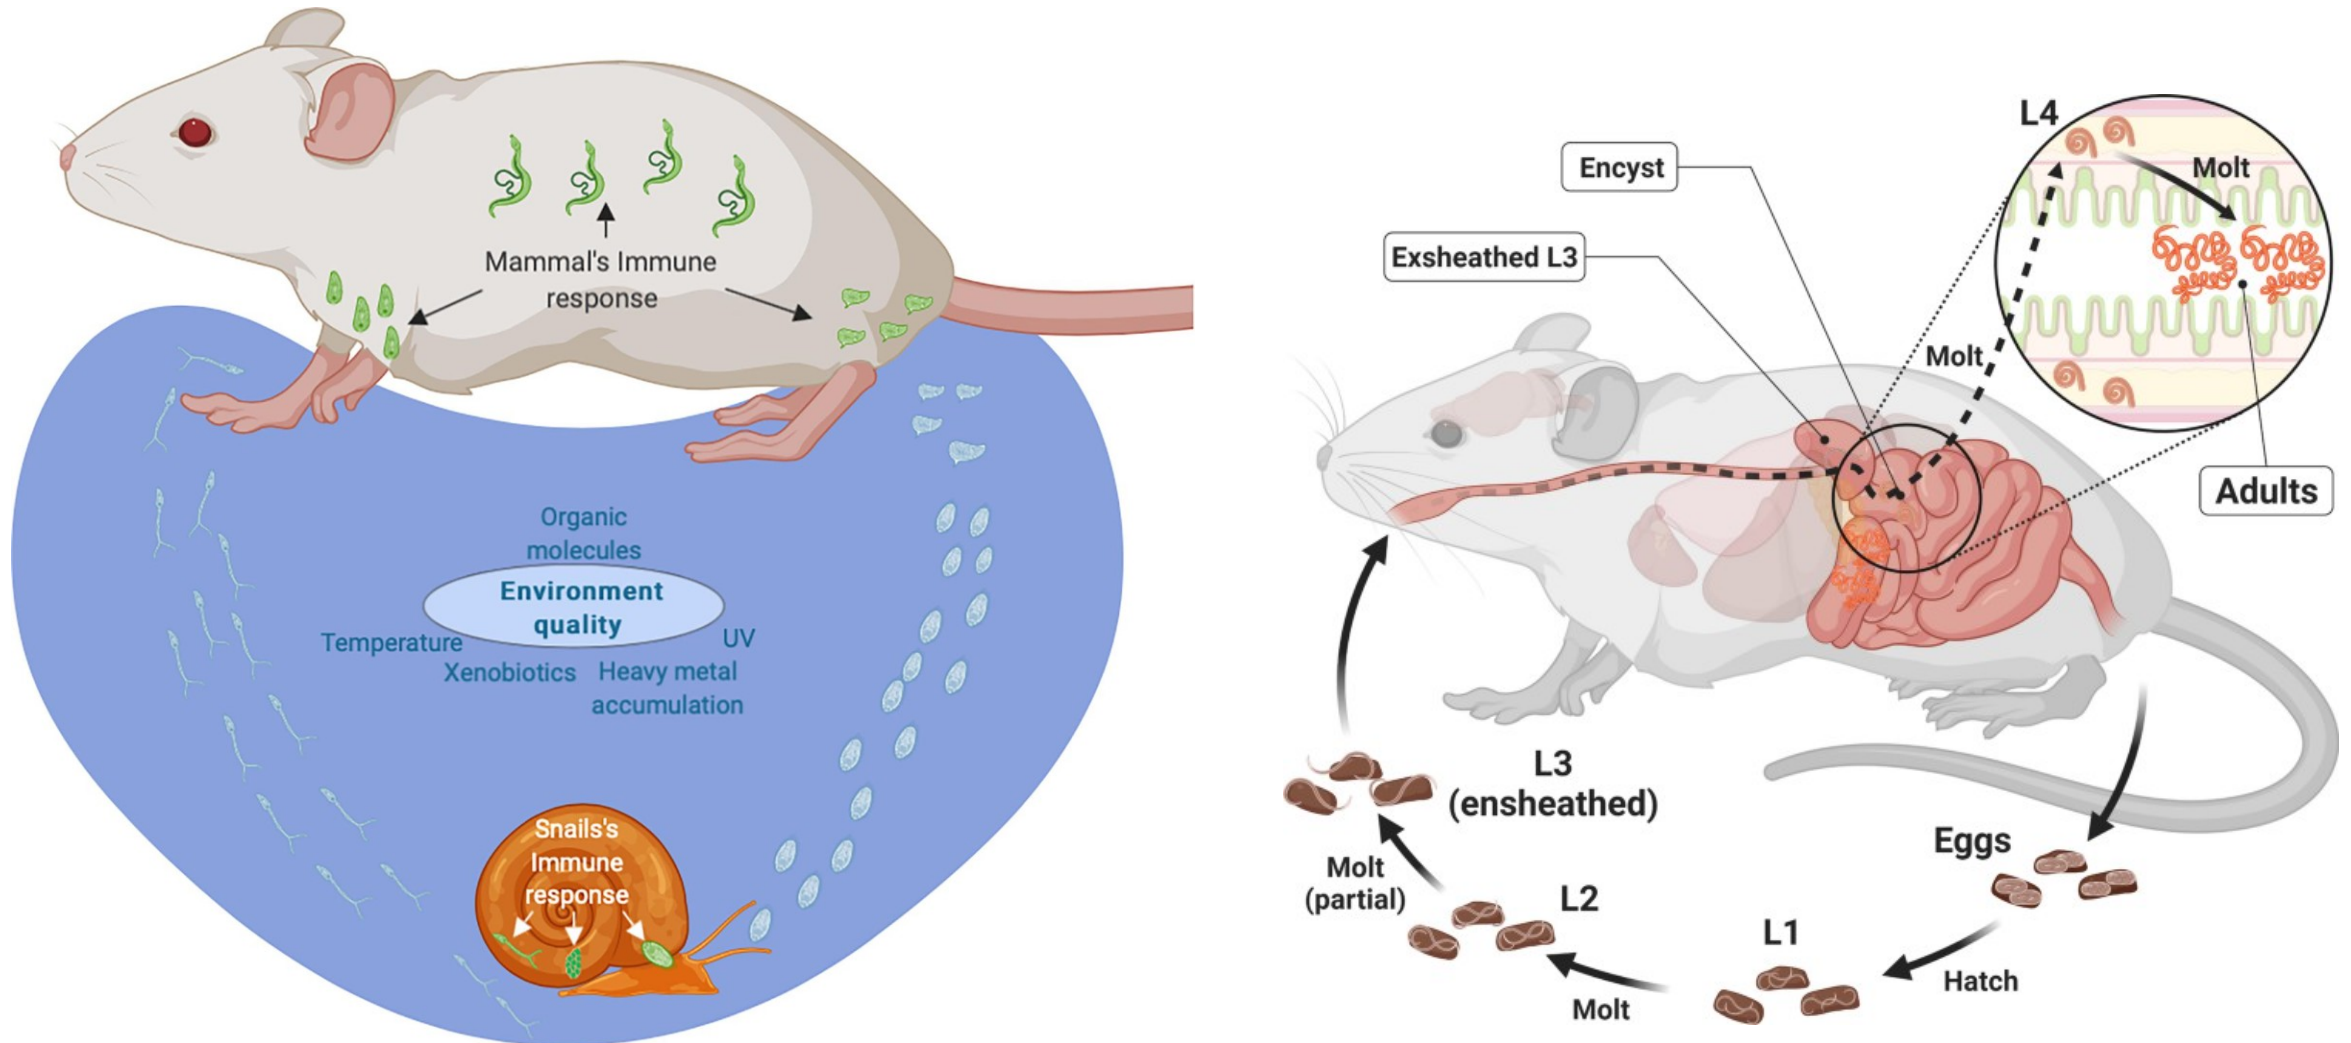 Mammal's Immune
response
Organic
molecules
Environment
quality
Temperature
UV
Xenobiotics
Heavy metal
accumulation
Snails's
Immune
response
L4
Molt
Encyst
Exsheathed L3
Molt
Adults
L3
(ensheathed)
Molt
(partial)
L2
Molt
L1
Hatch
Eggs